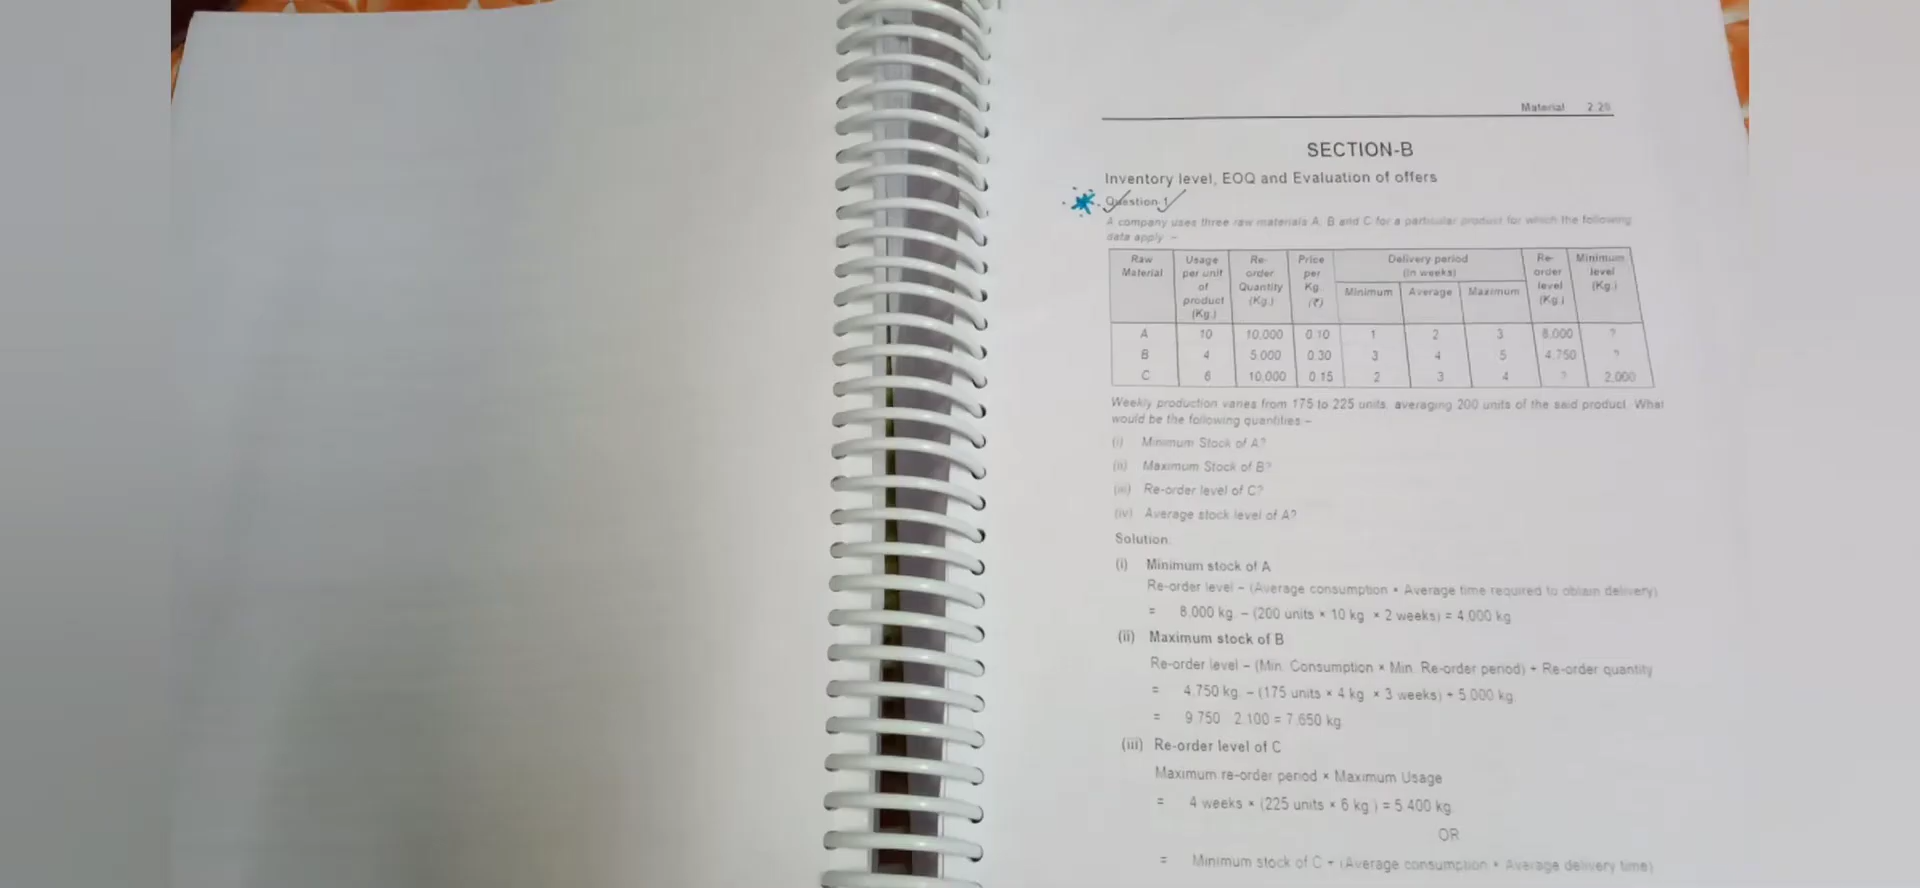 Material 2.25
SECTION-B
Inventory level, EOQ and Evaluation of offers
Question 1
A company uses three raw materials A, B and C for a particular product for which the following
data apply –
Raw Material | Usage per unit of product (Kg.) | Re-order Quantity (Kg.) | Price per Kg. (₹) | Delivery period (in weeks) Minimum | Average | Maximum | Re-order level (Kg.) | Minimum level (Kg.)
A 10 10,000 0.10 1 2 3 8,000 ?
B 4 5,000 0.30 3 4 5 4,750 ?
C 6 10,000 0.15 2 3 4 ? 2,000
Weekly production varies from 175 to 225 units, averaging 200 units of the said product. What
would be the following quantities –
(i) Minimum Stock of A?
(ii) Maximum Stock of B?
(iii) Re-order level of C?
(iv) Average stock level of A?
Solution.
(i) Minimum stock of A
Re-order level – (Average consumption × Average time required to obtain delivery)
= 8,000 kg. – (200 units × 10 kg. × 2 weeks) = 4,000 kg
(ii) Maximum stock of B
Re-order level – (Min. Consumption × Min. Re-order period) + Re-order quantity
= 4,750 kg. – (175 units × 4 kg. × 3 weeks) + 5,000 kg
= 9,750 2,100 = 7,650 kg
(iii) Re-order level of C
Maximum re-order period × Maximum Usage
= 4 weeks × (225 units × 6 kg.) = 5,400 kg
OR
= Minimum stock of C + (Average consumption × Average delivery time)